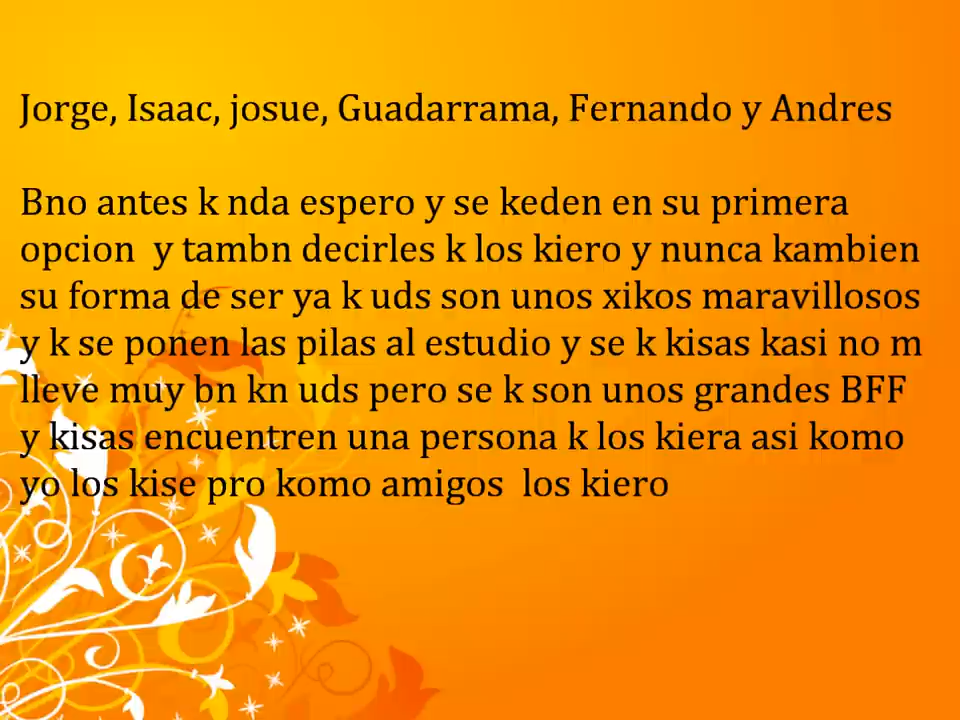 Jorge, Isaac, josue, Guadarrama, Fernando y Andres
Bno antes k nda espero y se keden en su primera
opcion  y tambn decirles k los kiero y nunca kambien
su forma de ser ya k uds son unos xikos maravillosos
y k se ponen las pilas al estudio y se k kisas kasi no m
lleve muy bn kn uds pero se k son unos grandes BFF
y kisas encuentren una persona k los kiera asi komo
yo los kise pro komo amigos  los kiero